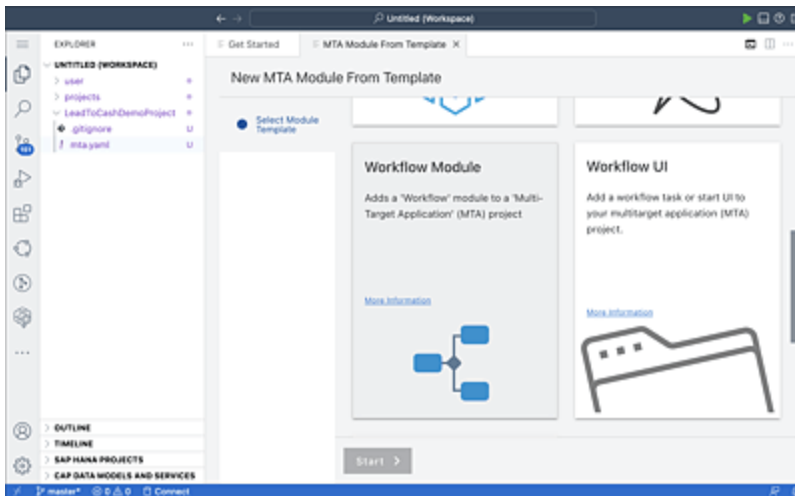 Untitled (Workspace)
EXPLORER
Get Started
MTA Module From Template
UNTITLED (WORKSPACE)
user
projects
LeadToCashDemoProject
.gitignore U
! mta.yaml U
New MTA Module From Template
Select Module
Template
Workflow Module
Adds a 'Workflow' module to a 'Multi-
Target Application' (MTA) project
More Information
Workflow UI
Add a workflow task or start UI to
your multitarget application (MTA)
project.
More Information
Start
OUTLINE
TIMELINE
SAP HANA PROJECTS
CAP DATA MODELS AND SERVICES
master* 0 0 Connect